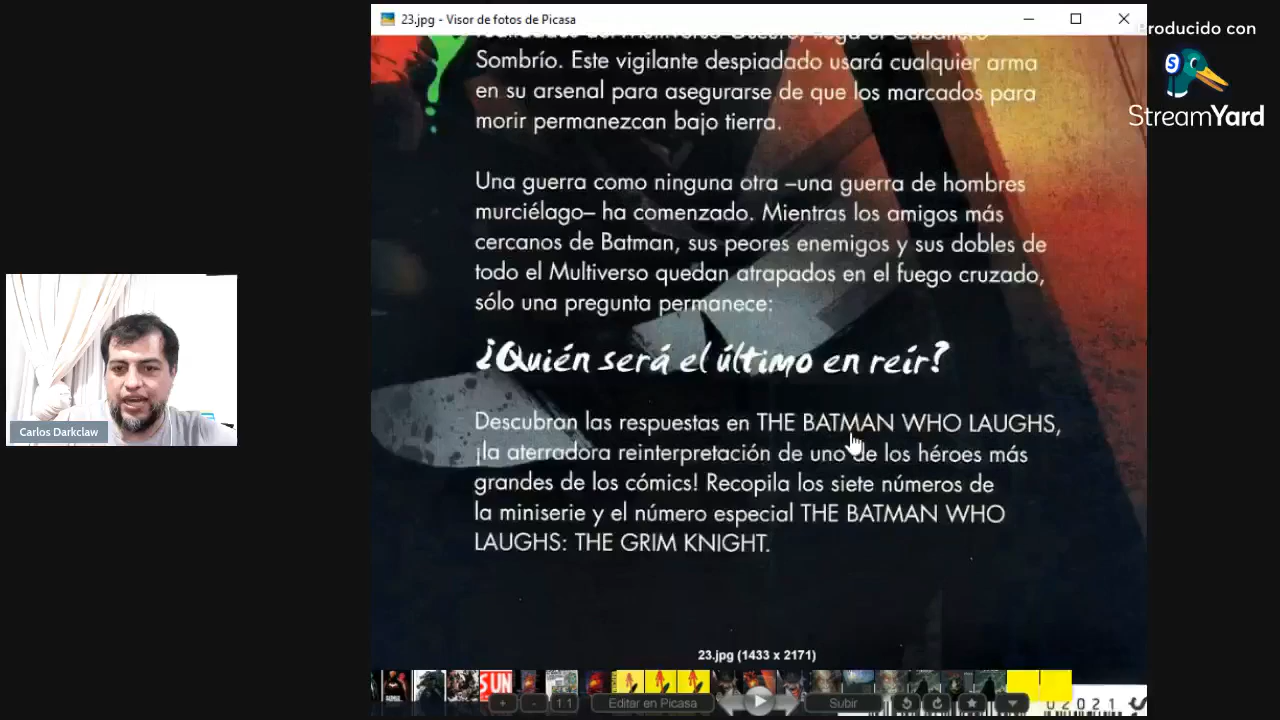 23.jpg - Visor de fotos de Picasa
producido con
StreamYard
Sombrío. Este vigilante despiadado usará cualquier arma
en su arsenal para asegurarse de que los marcados para
morir permanezcan bajo tierra.
Una guerra como ninguna otra –una guerra de hombres
murciélago– ha comenzado. Mientras los amigos más
cercanos de Batman, sus peores enemigos y sus dobles de
todo el Multiverso quedan atrapados en el fuego cruzado,
sólo una pregunta permanece:
¿Quién será el último en reír?
Descubran las respuestas en THE BATMAN WHO LAUGHS,
¡la aterradora reinterpretación de uno de los héroes más
grandes de los cómics! Recopila los siete números de
la miniserie y el número especial THE BATMAN WHO
LAUGHS: THE GRIM KNIGHT.
Carlos Darkclaw
23.jpg (1433 x 2171)
SUN
1:1
Editar en Picasa
Subir
02021